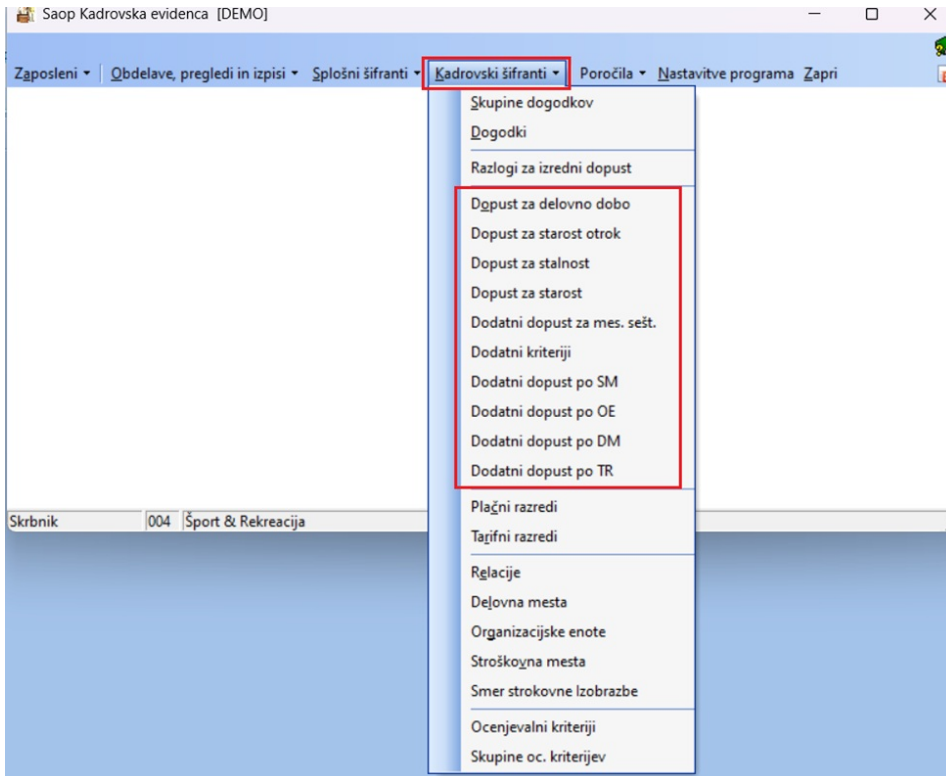 Saop Kadrovska evidenca [DEMO]
Zaposleni Obdelave, pregledi in izpisi Splošni šifranti Kadrovski šifranti Poročila Nastavitve programa Zapri
Skupine dogodkov
Dogodki
Razlogi za izredni dopust
Dopust za delovno dobo
Dopust za starost otrok
Dopust za stalnost
Dopust za starost
Dodatni dopust za mes. sešt.
Dodatni kriteriji
Dodatni dopust po SM
Dodatni dopust po OE
Dodatni dopust po DM
Dodatni dopust po TR
Plačni razredi
Skrbnik 004 Šport & Rekreacija
Tarifni razredi
Relacije
Delovna mesta
Organizacijske enote
Stroškovna mesta
Smer strokovne Izobrazbe
Ocenjevalni kriteriji
Skupine oc. kriterijev